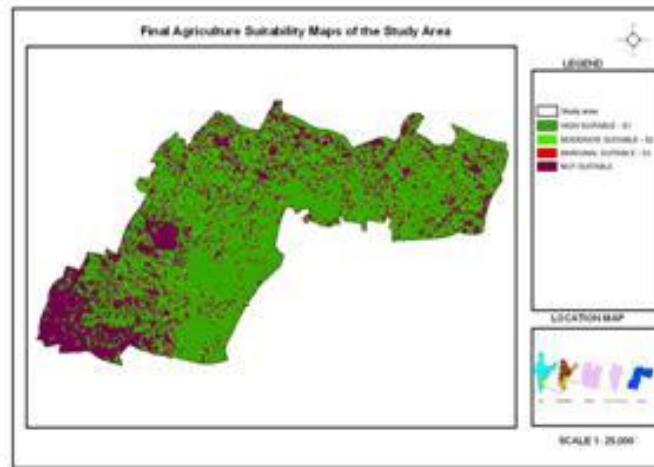 Final Agriculture Suitability Maps of the Study Area
LEGEND
Study area
HIGH SUITABLE - S1
MODERATE SUITABLE - S2
MARGINAL SUITABLE - S3
NOT SUITABLE
LOCATION MAP
SCALE 1: 25,000